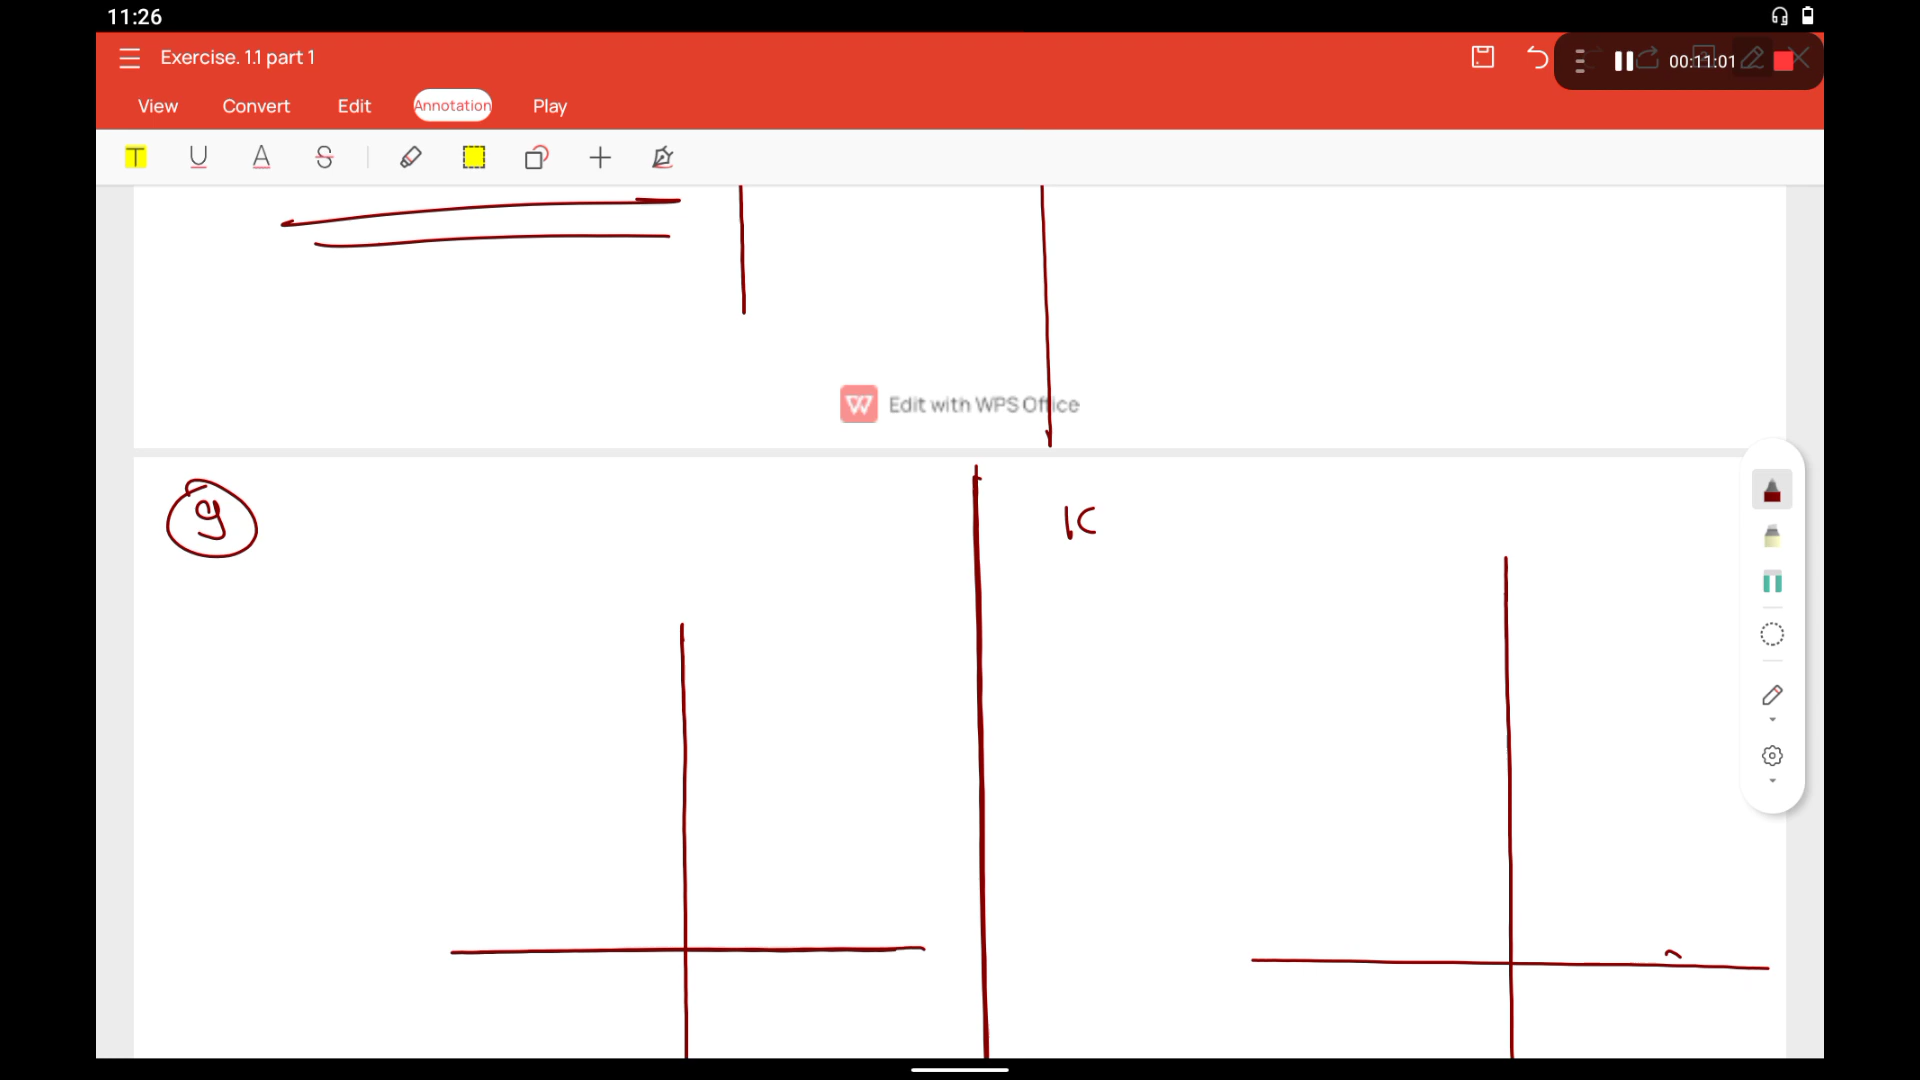 11:26
Exercise. 1.1 part 1
00:11:01
View Convert Edit Annotation Play
T U A S
Edit with WPS Office
9
1C